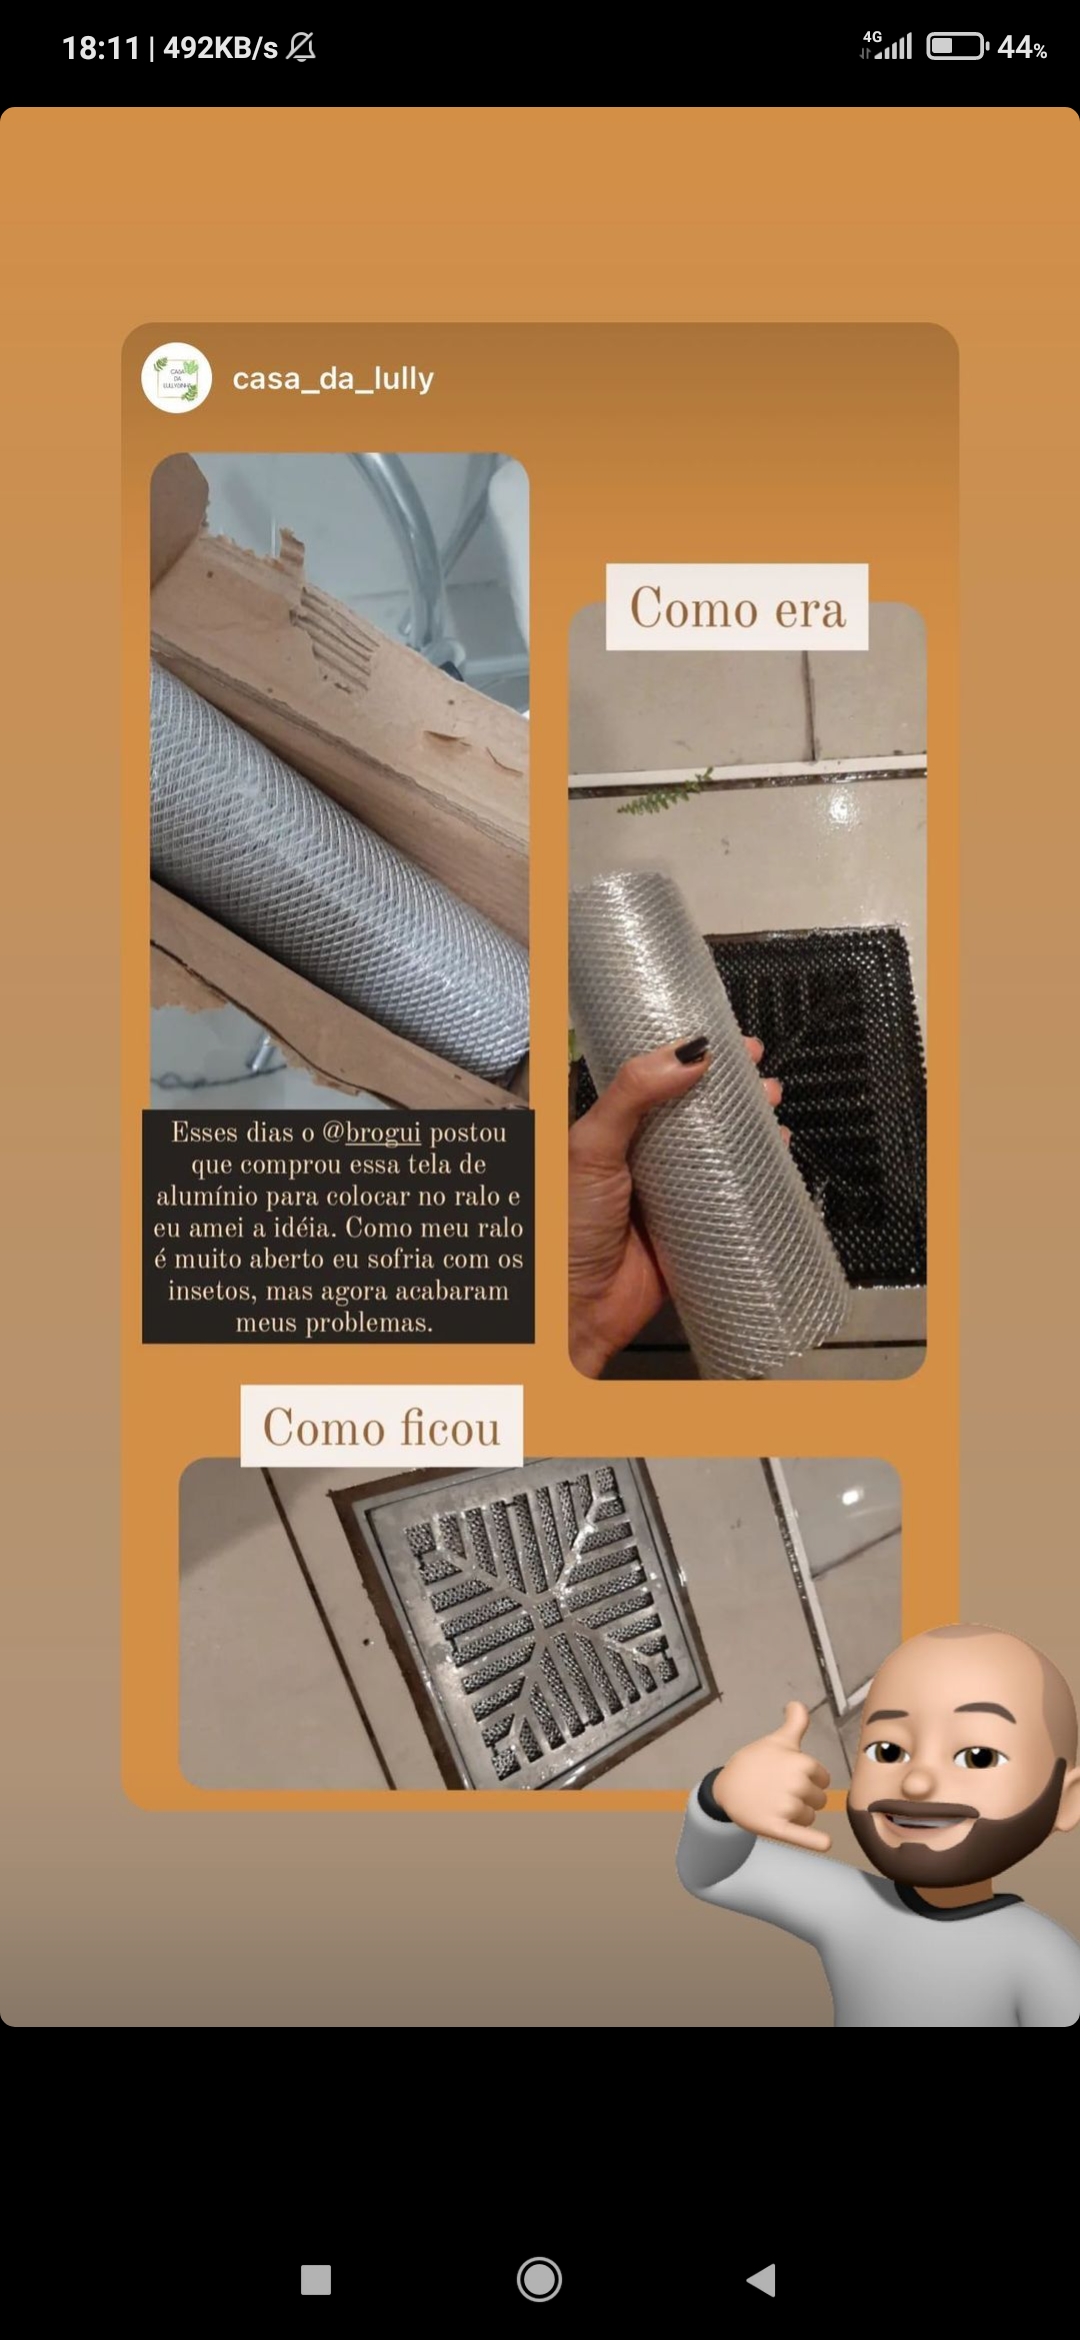 18:11 | 492KB/s
4G
44%
CASA
DA
casa_da_lully
Como era
Esses dias o @brogui postou
que comprou essa tela de
alumínio para colocar no ralo e
eu amei a idéia. Como meu ralo
é muito aberto eu sofria com os
insetos, mas agora acabaram
meus problemas.
Como ficou